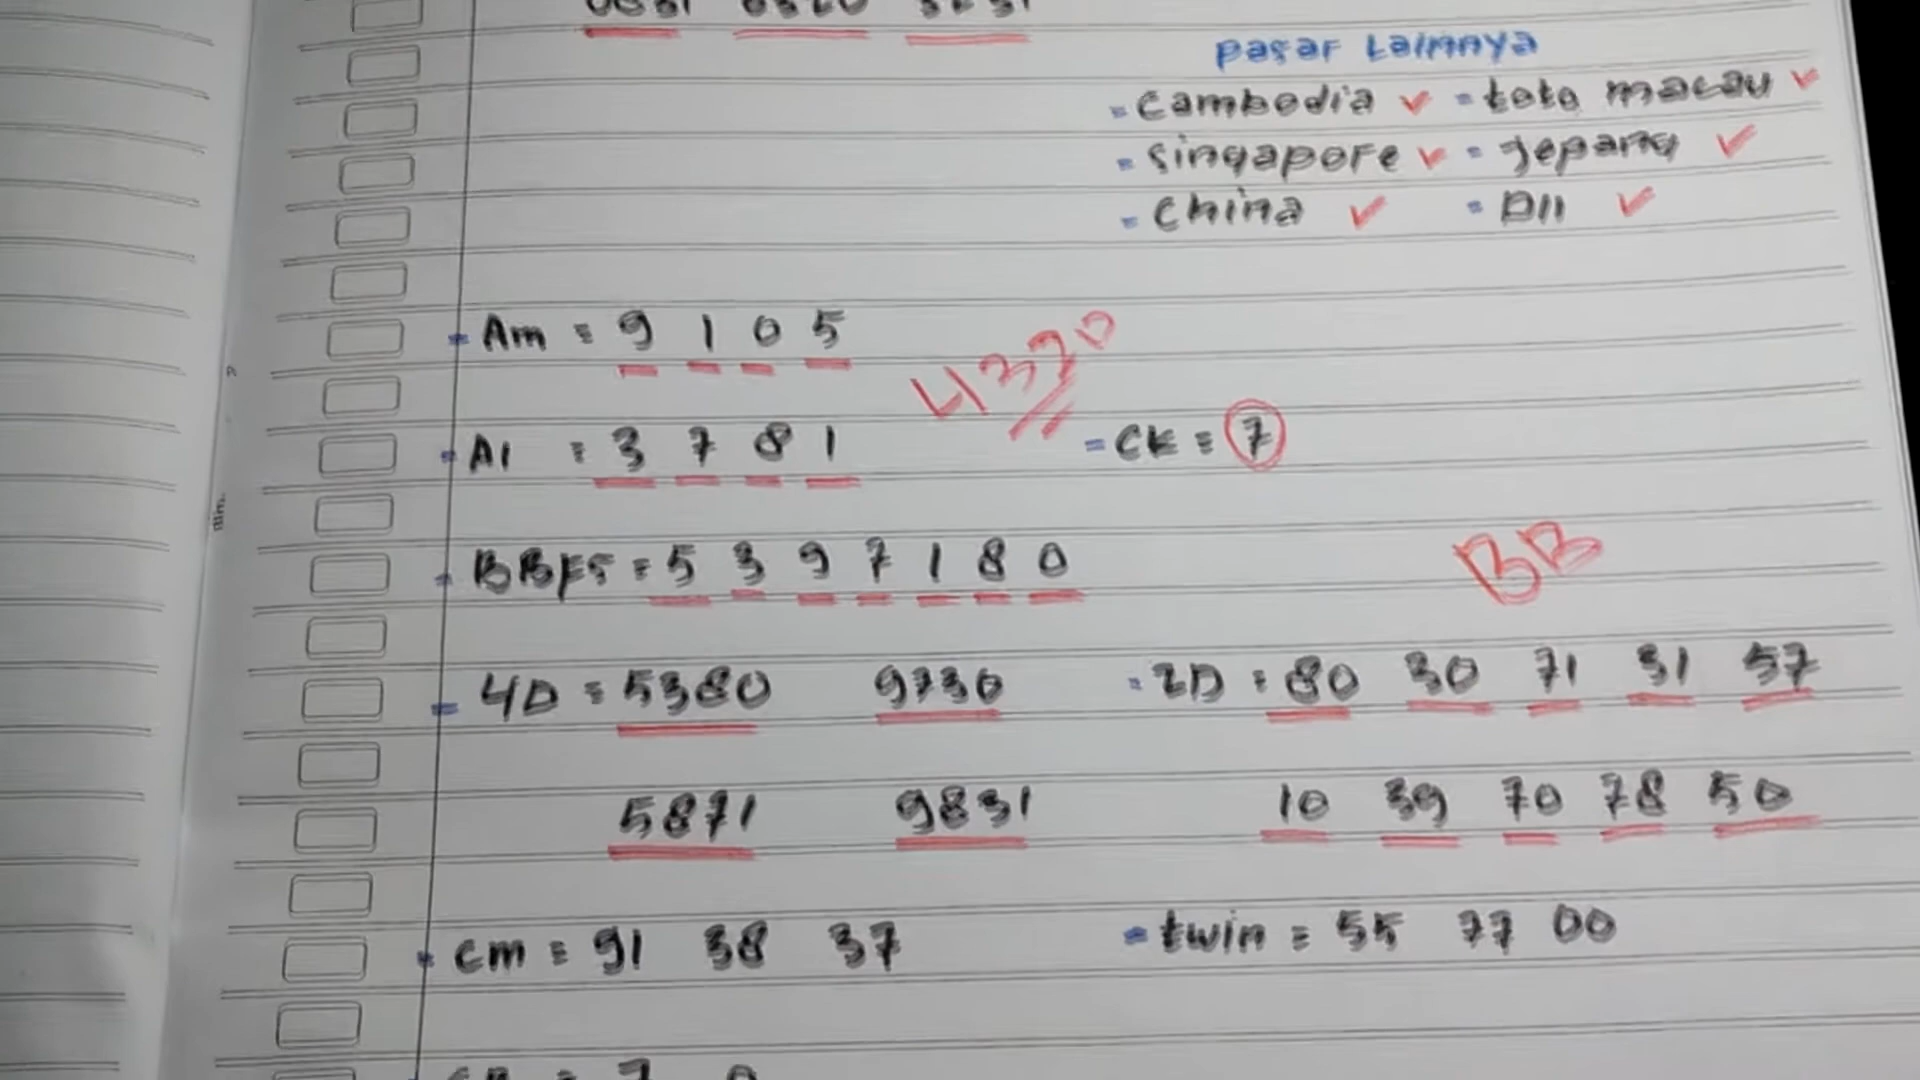 pasar Lainnya
- Cambodia ✓ - toto macau ✓
- singapore ✓ - Jepang ✓
- China ✓ - Dll ✓
- Am = 9 1 0 5
4370
- AI = 3 7 8 1 - CK = 7
- BBFS = 5 3 9 7 1 8 0
BB
- 4D = 5380 9730 - 2D = 80 30 71 31 57
5871 9831 10 39 70 78 50
- cm = 91 38 37 - twin = 55 77 00